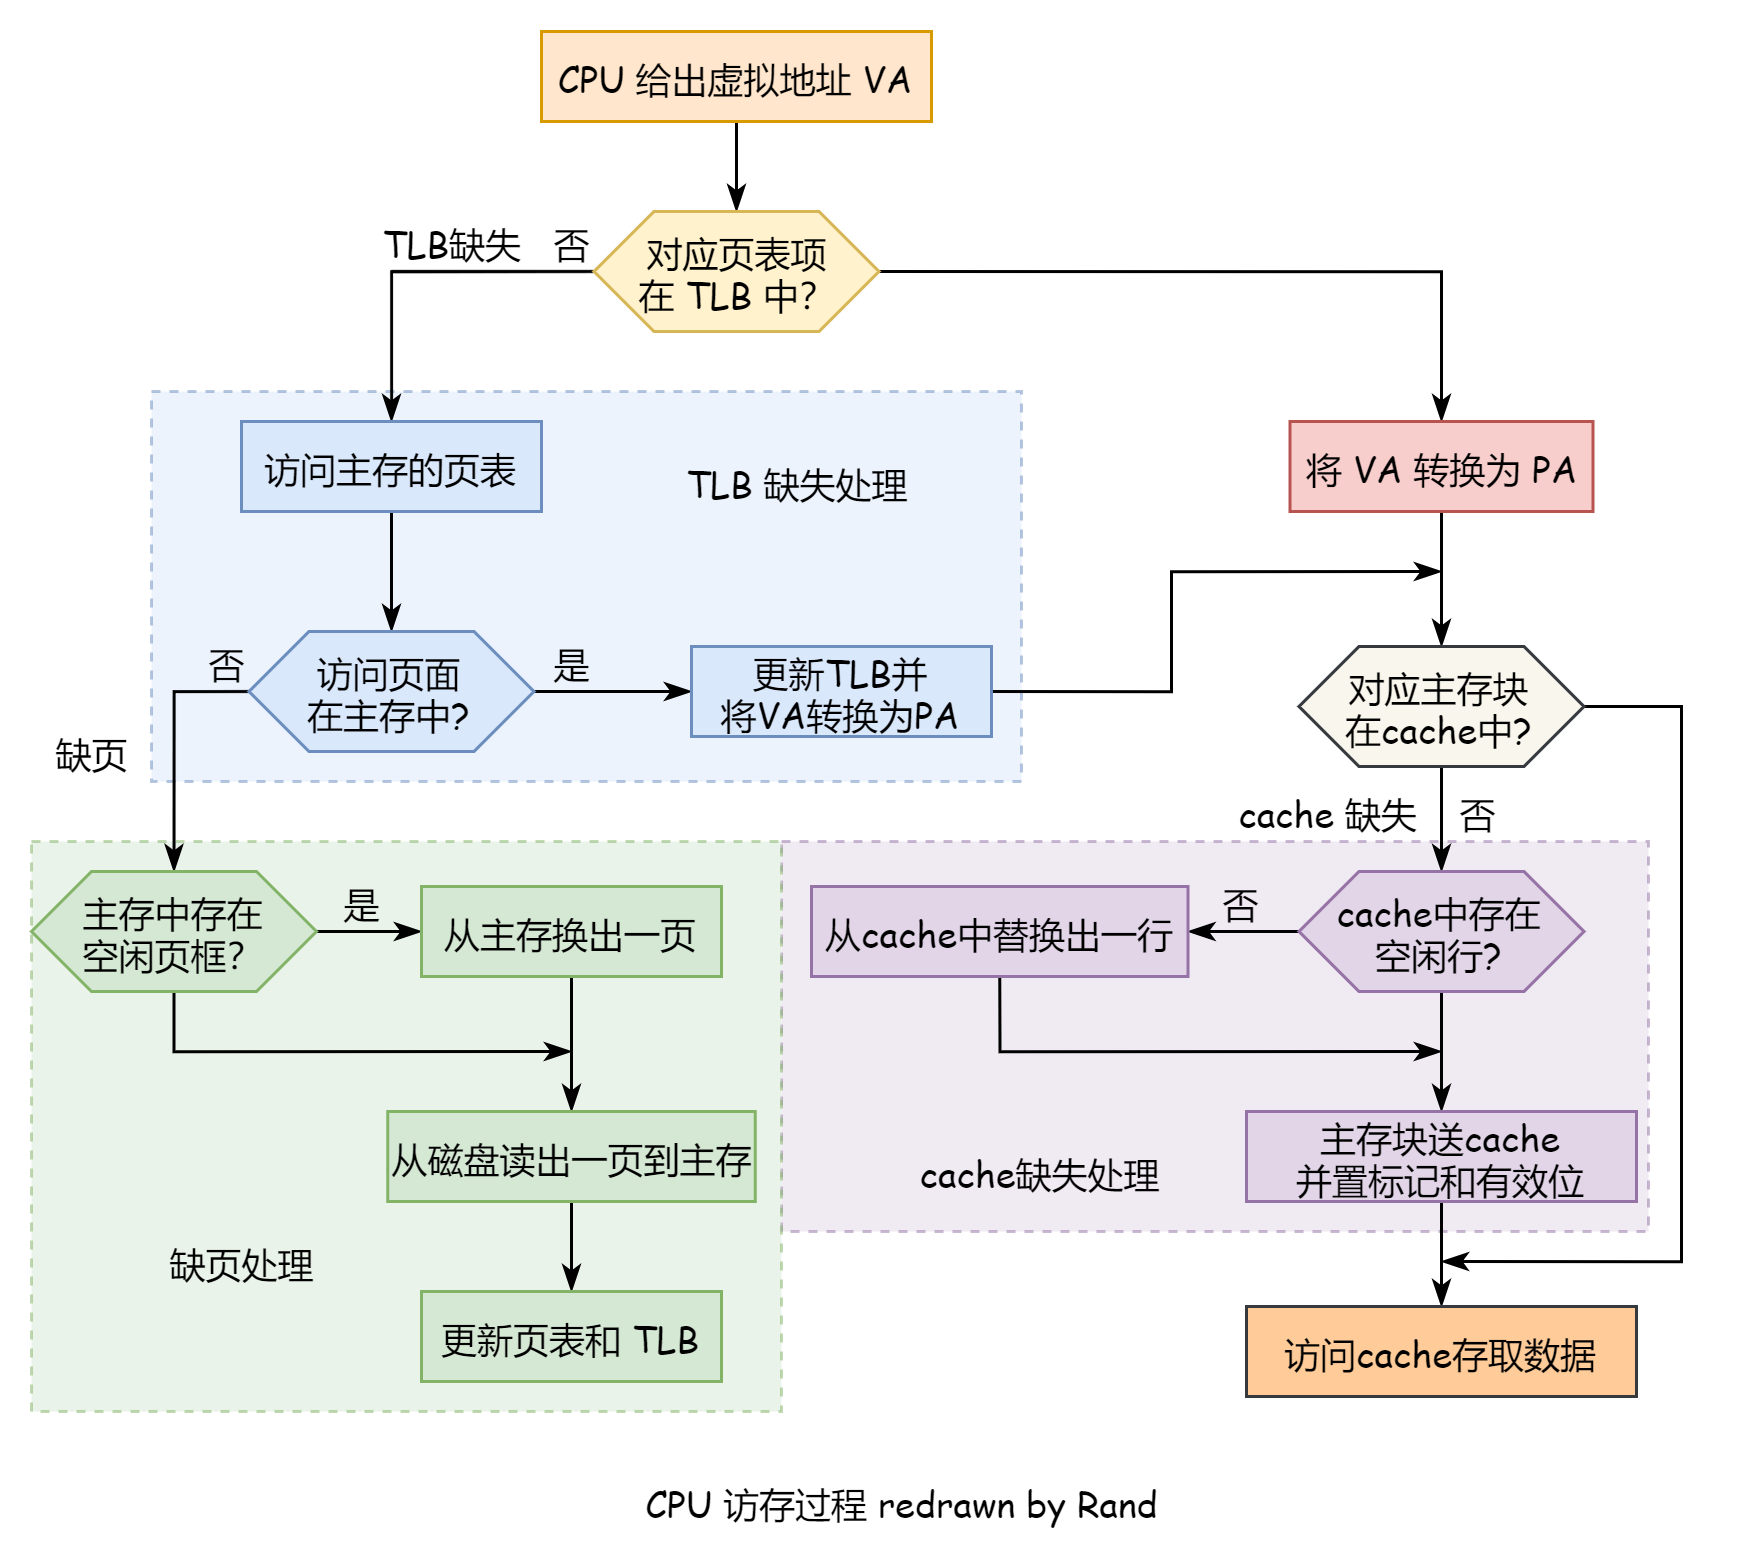 CPU 给出虚拟地址 VA
TLB缺失 否
对应页表项
在 TLB 中？
访问主存的页表
TLB 缺失处理
将 VA 转换为 PA
否
访问页面
在主存中?
是
更新TLB并
将VA转换为PA
对应主存块
在cache中?
缺页
cache 缺失 否
主存中存在
空闲页框？
是
从主存换出一页
从cache中替换出一行
否
cache中存在
空闲行?
从磁盘读出一页到主存
cache缺失处理
主存块送cache
并置标记和有效位
缺页处理
更新页表和 TLB
访问cache存取数据
CPU 访存过程 redrawn by Rand